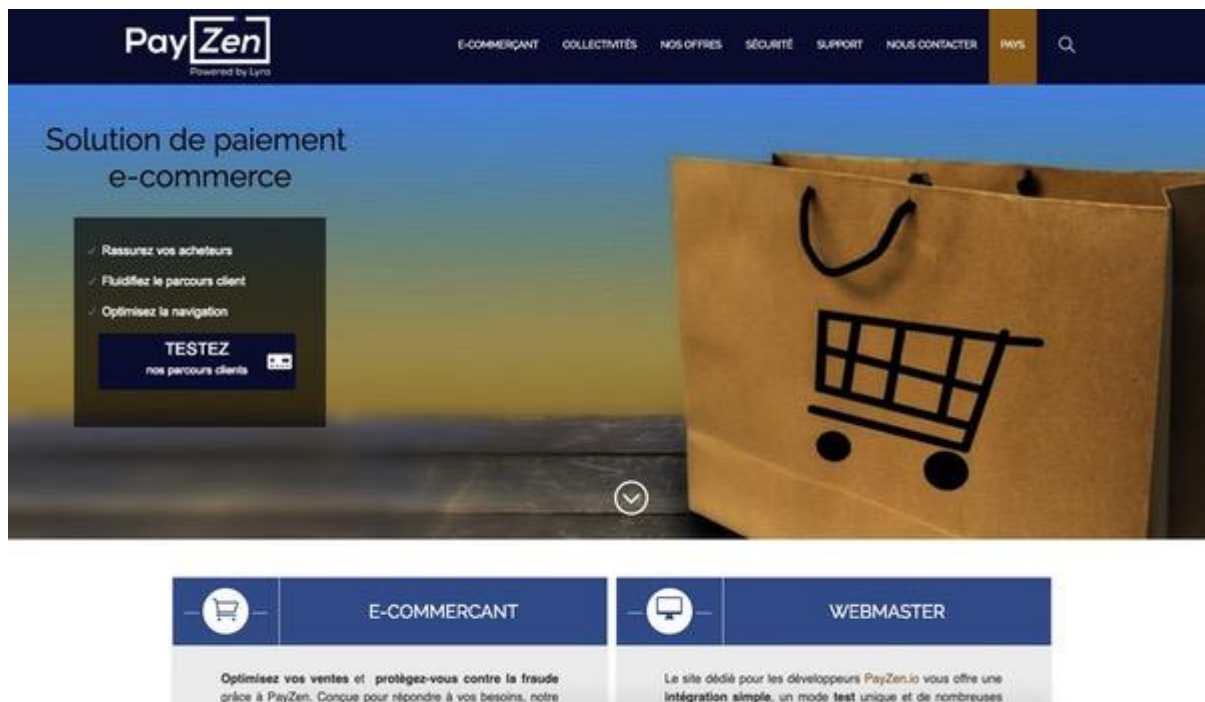 PayZen
Powered by Lyra
E-COMMERÇANT COLLECTIVITÉS NOS OFFRES SÉCURITÉ SUPPORT NOUS CONTACTER PAYS
Solution de paiement
e-commerce
Rassurez vos acheteurs
Fluidifiez le parcours client
Optimisez la navigation
TESTEZ
nos parcours clients
E-COMMERCANT
Optimisez vos ventes et protègez-vous contre la fraude
grâce à PayZen. Conçue pour répondre à vos besoins, notre
WEBMASTER
Le site dédié pour les développeurs PayZen.io vous offre une
intégration simple, un mode test unique et de nombreuses